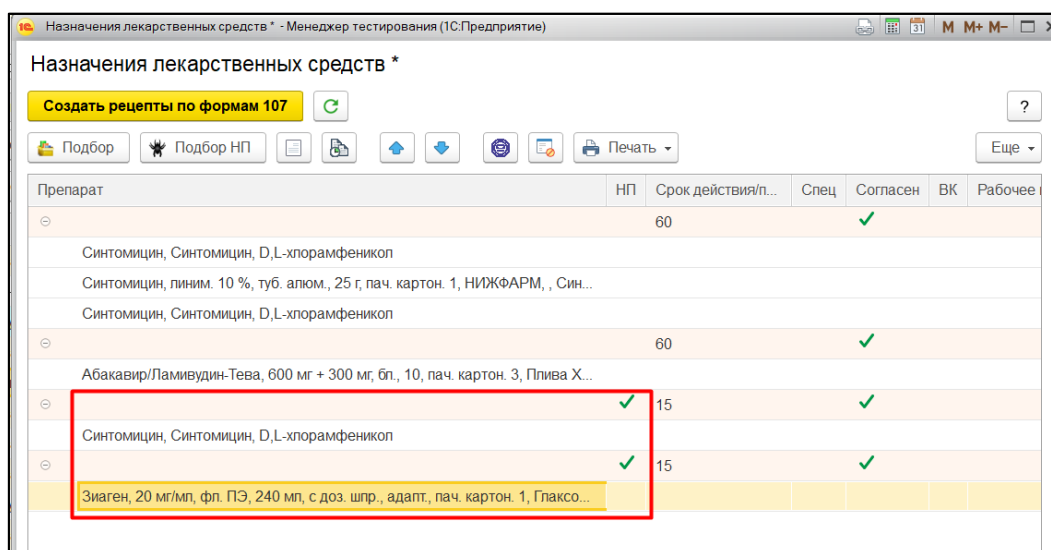 1С Назначения лекарственных средств * - Менеджер тестирования (1С:Предприятие) 31 M M+ M-
Назначения лекарственных средств *
Создать рецепты по формам 107 ?
Подбор Подбор НП Печать Еще
Препарат НП Срок действия/п... Спец Согласен ВК Рабочее
60
Синтомицин, Синтомицин, D,L-хлорамфеникол
Синтомицин, линим. 10 %, туб. алюм., 25 г, пач. картон. 1, НИЖФАРМ, , Син...
Синтомицин, Синтомицин, D,L-хлорамфеникол
60
Абакавир/Ламивудин-Тева, 600 мг + 300 мг, бл., 10, пач. картон. 3, Плива Х...
15
Синтомицин, Синтомицин, D,L-хлорамфеникол
15
Зиаген, 20 мг/мл, фл. ПЭ, 240 мл, с доз. шпр., адапт., пач. картон. 1, Глаксо...